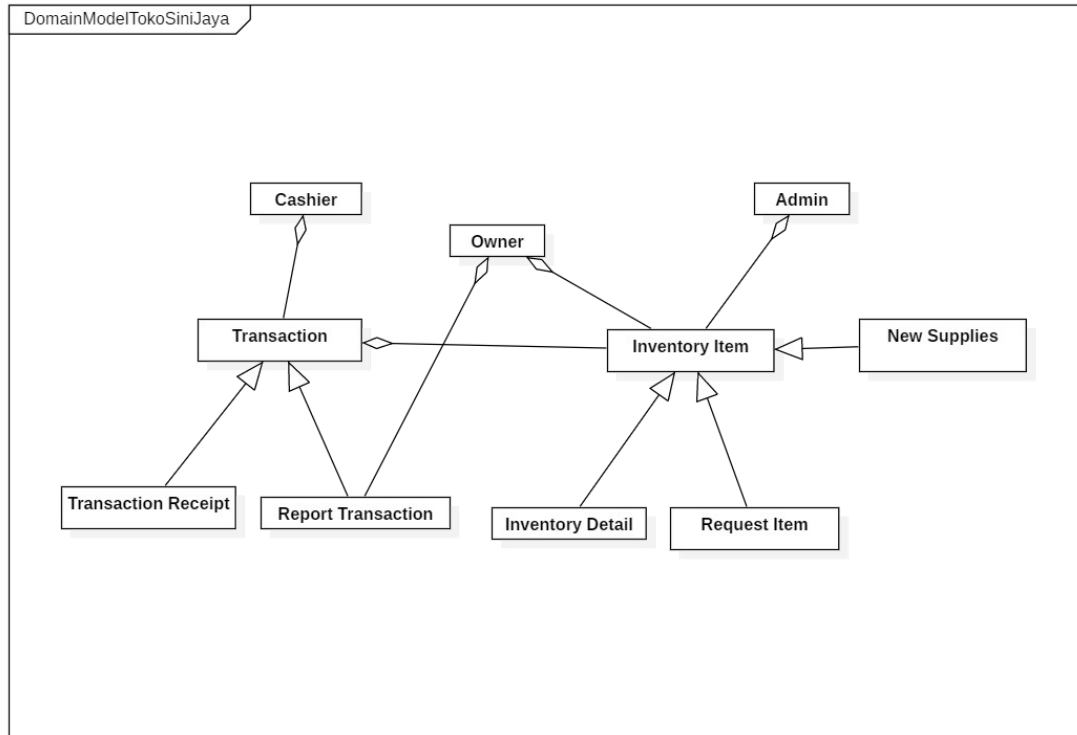 DomainModelTokoSiniJaya
Cashier
Admin
Owner
Transaction
Inventory Item
New Supplies
Transaction Receipt
Report Transaction
Inventory Detail
Request Item